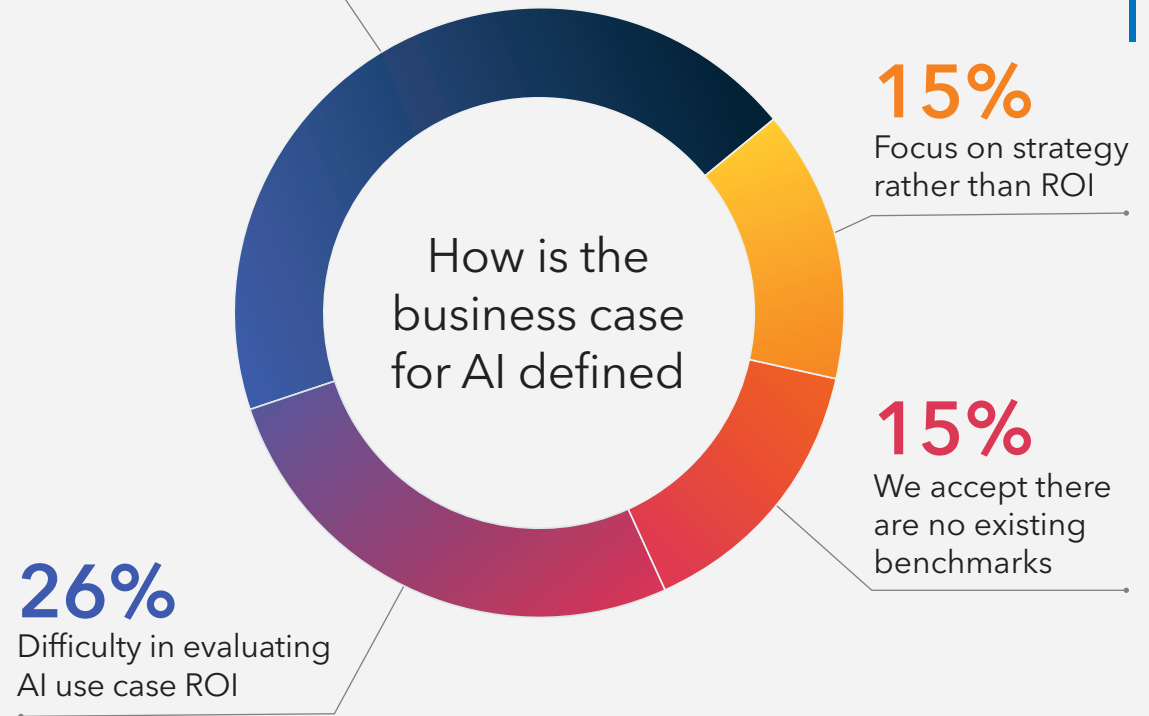 How is the
business case
for AI defined
15%
Focus on strategy
rather than ROI
15%
We accept there
are no existing
benchmarks
26%
Difficulty in evaluating
AI use case ROI